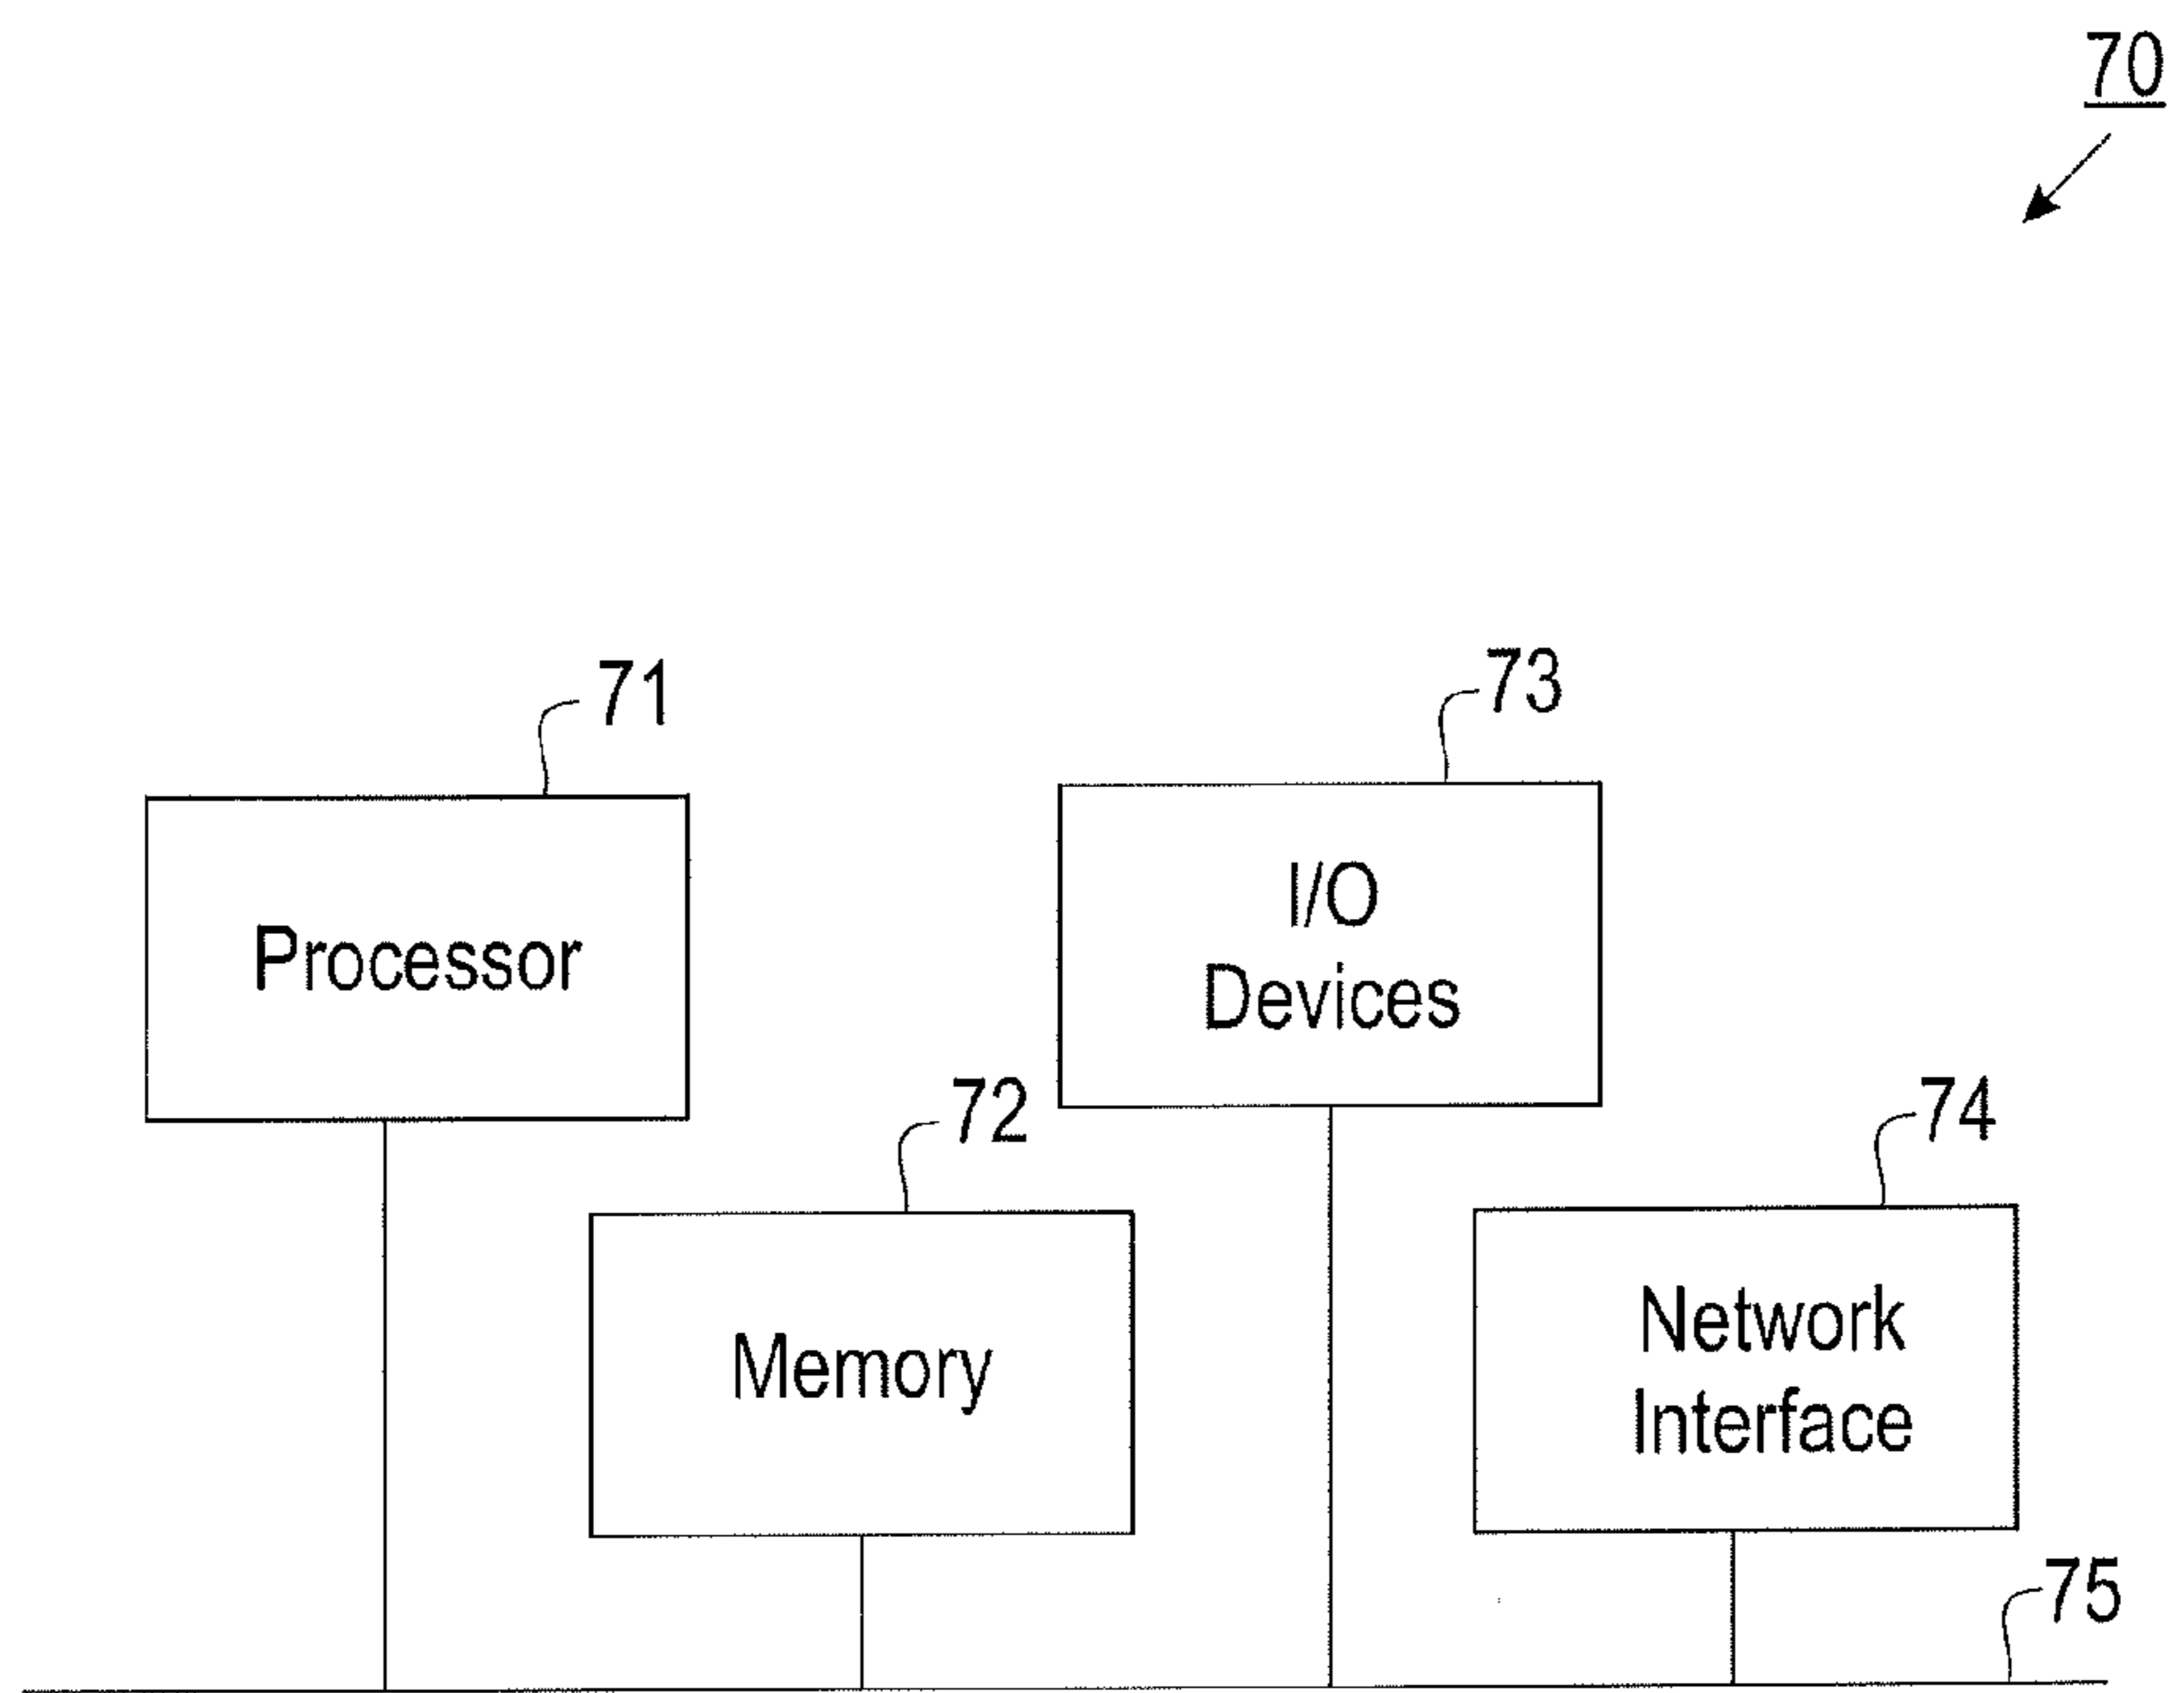 70
71
73
Processor
I/O
Devices
72
74
Memory
Network
Interface
75